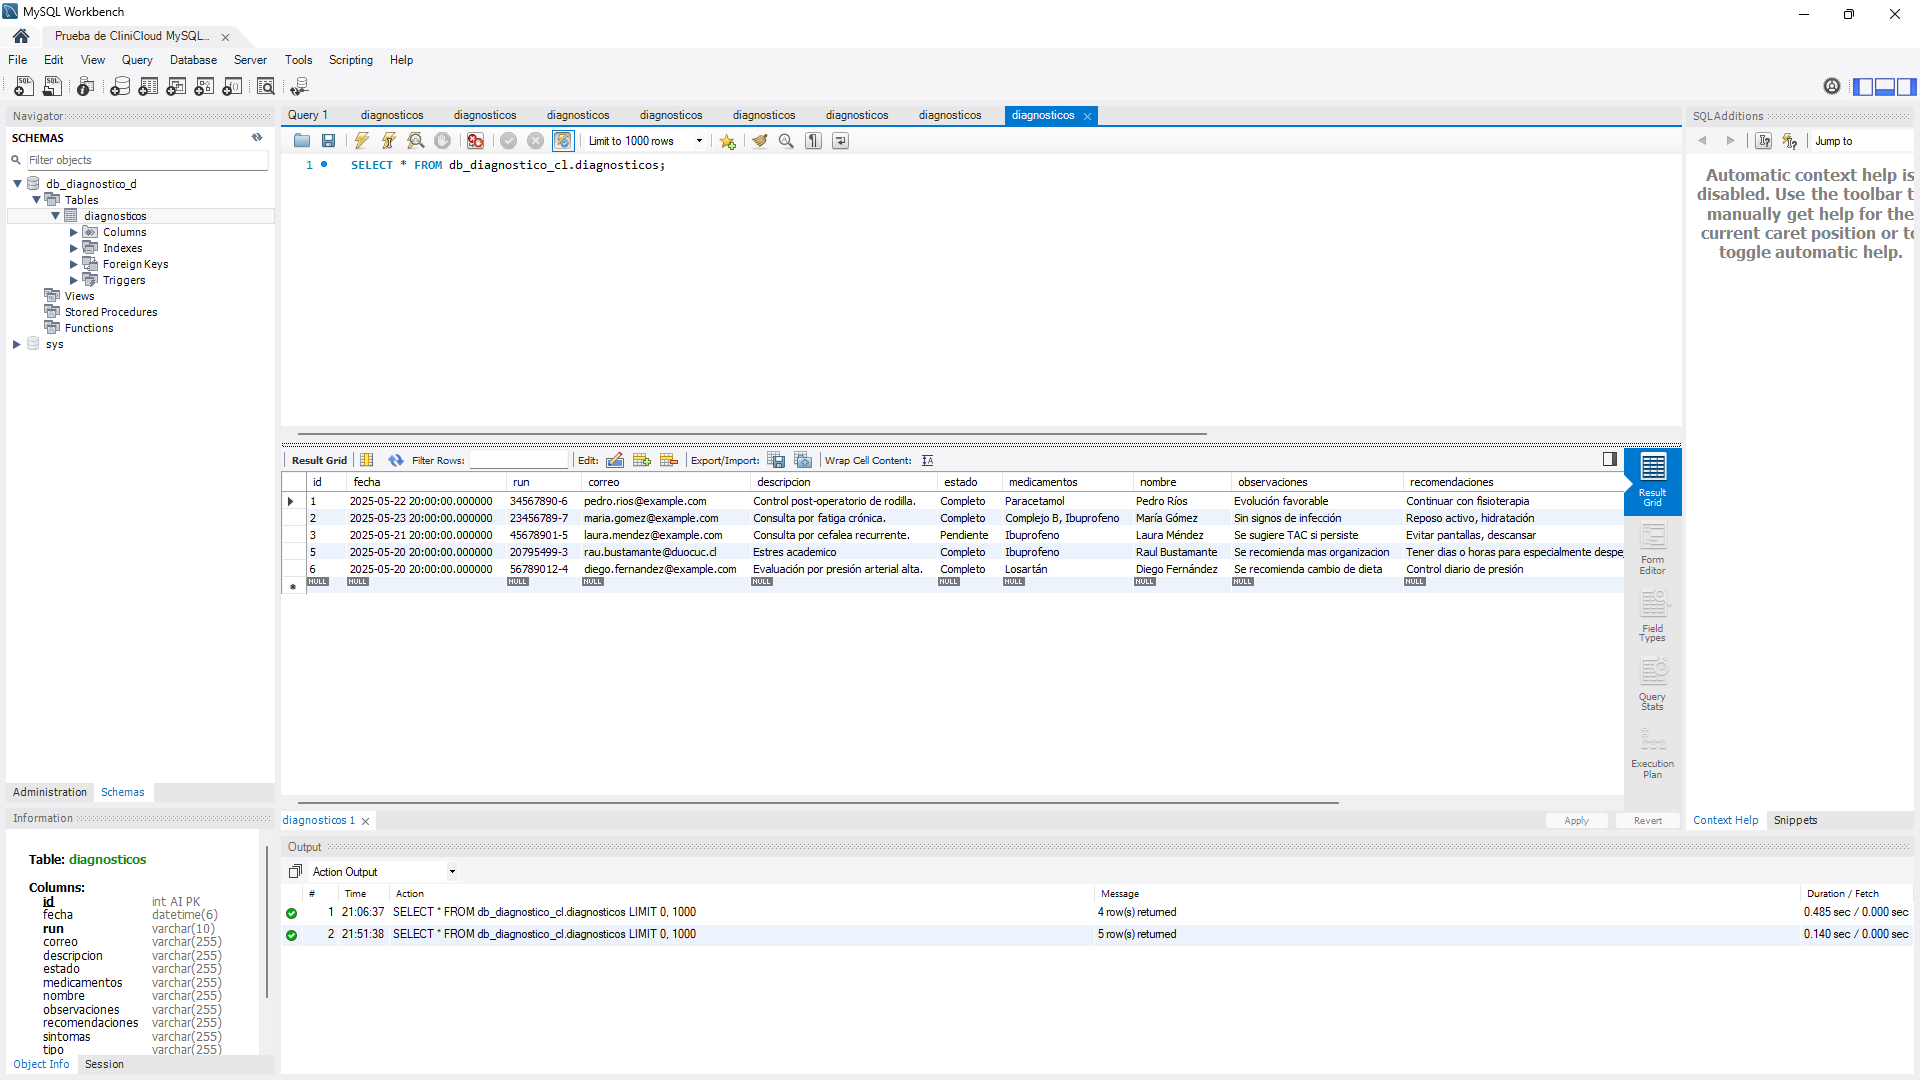 MySQL Workbench
Prueba de CliniCloud MySQL...
File Edit View Query Database Server Tools Scripting Help
Navigator
SCHEMAS
Filter objects
db_diagnostico_cl
Tables
diagnosticos
Columns
Indexes
Foreign Keys
Triggers
Views
Stored Procedures
Functions
sys
Administration Schemas
Information
Table: diagnosticos
Columns:
id int AI PK
fecha datetime(6)
run varchar(10)
correo varchar(255)
descripcion varchar(255)
estado varchar(255)
medicamentos varchar(255)
nombre varchar(255)
observaciones varchar(255)
recomendaciones varchar(255)
sintomas varchar(255)
tipo varchar(255)
Object Info Session
Query 1 diagnosticos diagnosticos diagnosticos diagnosticos diagnosticos diagnosticos diagnosticos diagnosticos
Limit to 1000 rows
1 SELECT * FROM db_diagnostico_cl.diagnosticos;
Result Grid Filter Rows: Edit: Export/Import: Wrap Cell Content:
id fecha run correo descripcion estado medicamentos nombre observaciones recomendaciones
1 2025-05-22 20:00:00.000000 34567890-6 pedro.rios@example.com Control post-operatorio de rodilla. Completo Paracetamol Pedro Ríos Evolución favorable Continuar con fisioterapia
2 2025-05-23 20:00:00.000000 23456789-7 maria.gomez@example.com Consulta por fatiga crónica. Completo Complejo B, Ibuprofeno María Gómez Sin signos de infección Reposo activo, hidratación
3 2025-05-21 20:00:00.000000 45678901-5 laura.mendez@example.com Consulta por cefalea recurrente. Pendiente Ibuprofeno Laura Méndez Se sugiere TAC si persiste Evitar pantallas, descansar
5 2025-05-20 20:00:00.000000 20795499-3 rau.bustamante@duocuc.cl Estres academico Completo Ibuprofeno Raul Bustamante Se recomienda mas organizacion Tener dias o horas para especialmente despe
6 2025-05-20 20:00:00.000000 56789012-4 diego.fernandez@example.com Evaluación por presión arterial alta. Completo Losartán Diego Fernández Se recomienda cambio de dieta Control diario de presión
NULL NULL NULL NULL NULL NULL NULL NULL NULL NULL
Result Grid
Form Editor
Field Types
Query Stats
Execution Plan
diagnosticos 1
Apply Revert
Output
Action Output
# Time Action Message Duration / Fetch
1 21:06:37 SELECT * FROM db_diagnostico_cl.diagnosticos LIMIT 0, 1000 4 row(s) returned 0.485 sec / 0.000 sec
2 21:51:38 SELECT * FROM db_diagnostico_cl.diagnosticos LIMIT 0, 1000 5 row(s) returned 0.140 sec / 0.000 sec
SQLAdditions
Jump to
Automatic context help is
disabled. Use the toolbar t
manually get help for the
current caret position or to
toggle automatic help.
Context Help Snippets